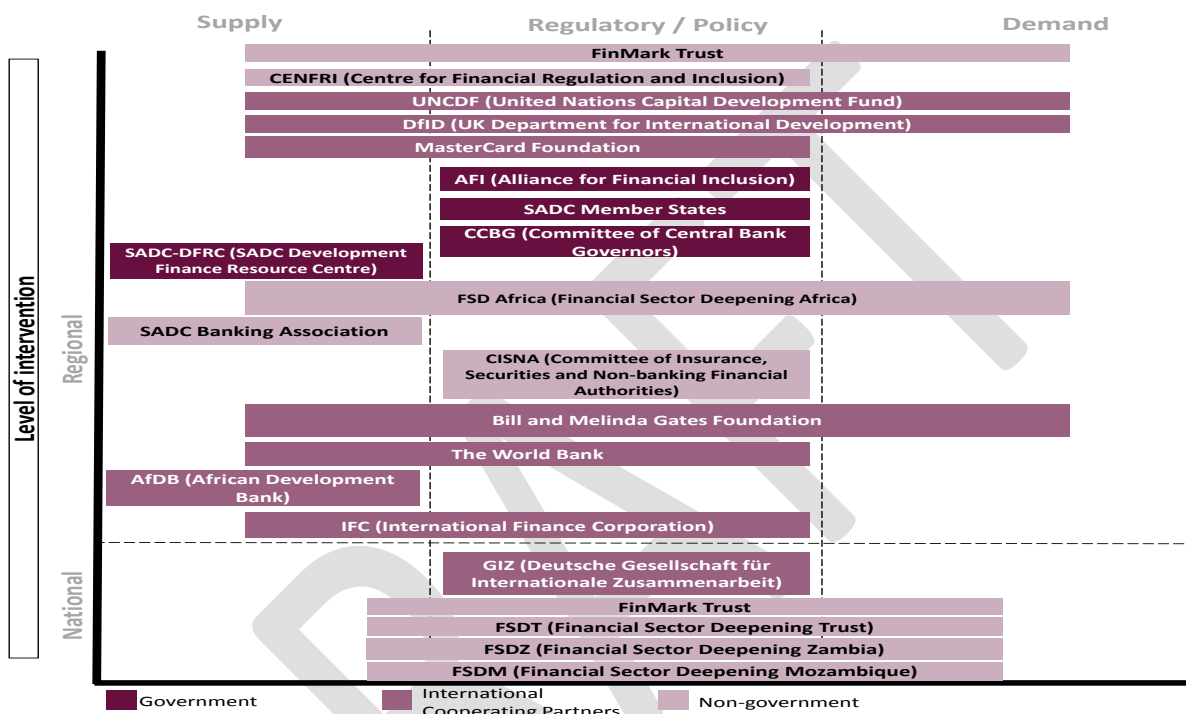 Supply
Regulatory / Policy
Demand
FinMark Trust
CENFRI (Centre for Financial Regulation and Inclusion)
UNCDF (United Nations Capital Development Fund)
DfID (UK Department for International Development)
MasterCard Foundation
AFI (Alliance for Financial Inclusion)
SADC Member States
CCBG (Committee of Central Bank
Governors)
SADC-DFRC (SADC Development
Finance Resource Centre)
FSD Africa (Financial Sector Deepening Africa)
SADC Banking Association
CISNA (Committee of Insurance,
Securities and Non-banking Financial
Authorities)
Bill and Melinda Gates Foundation
The World Bank
AfDB (African Development
Bank)
IFC (International Finance Corporation)
GIZ (Deutsche Gesellschaft für
Internationale Zusammenarbeit)
FinMark Trust
FSDT (Financial Sector Deepening Trust)
FSDZ (Financial Sector Deepening Zambia)
FSDM (Financial Sector Deepening Mozambique)
Level of intervention
Regional
National
Government
International
Cooperating Partners
Non-government
DRAFT